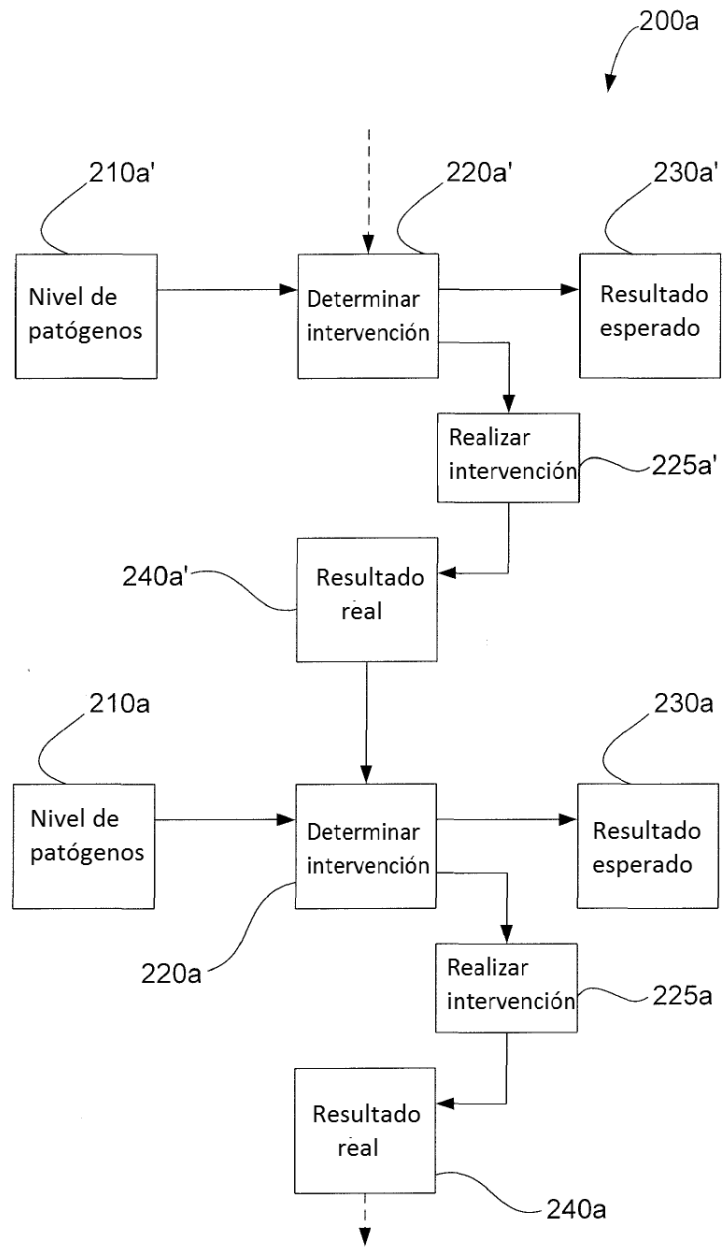 200a
210a'
220a'
230a'
Nivel de
patógenos
Determinar
intervención
Resultado
esperado
Realizar
intervención
225a'
240a'
Resultado
real
210a
230a
Nivel de
patógenos
Determinar
intervención
Resultado
esperado
220a
Realizar
intervención
225a
Resultado
real
240a